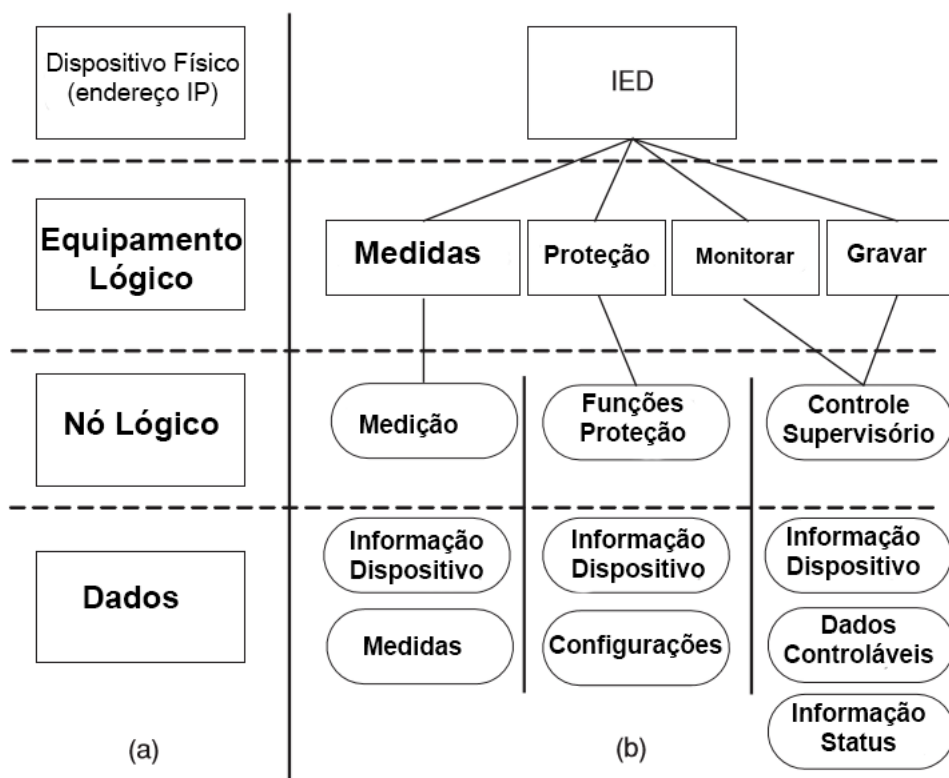 Dispositivo Físico
(endereço IP)
IED
Equipamento
Lógico
Medidas
Proteção
Monitorar
Gravar
Nó Lógico
Medição
Funções
Proteção
Controle
Supervisório
Dados
Informação
Dispositivo
Informação
Dispositivo
Informação
Dispositivo
Medidas
Configurações
Dados
Controláveis
Informação
Status
(a)
(b)